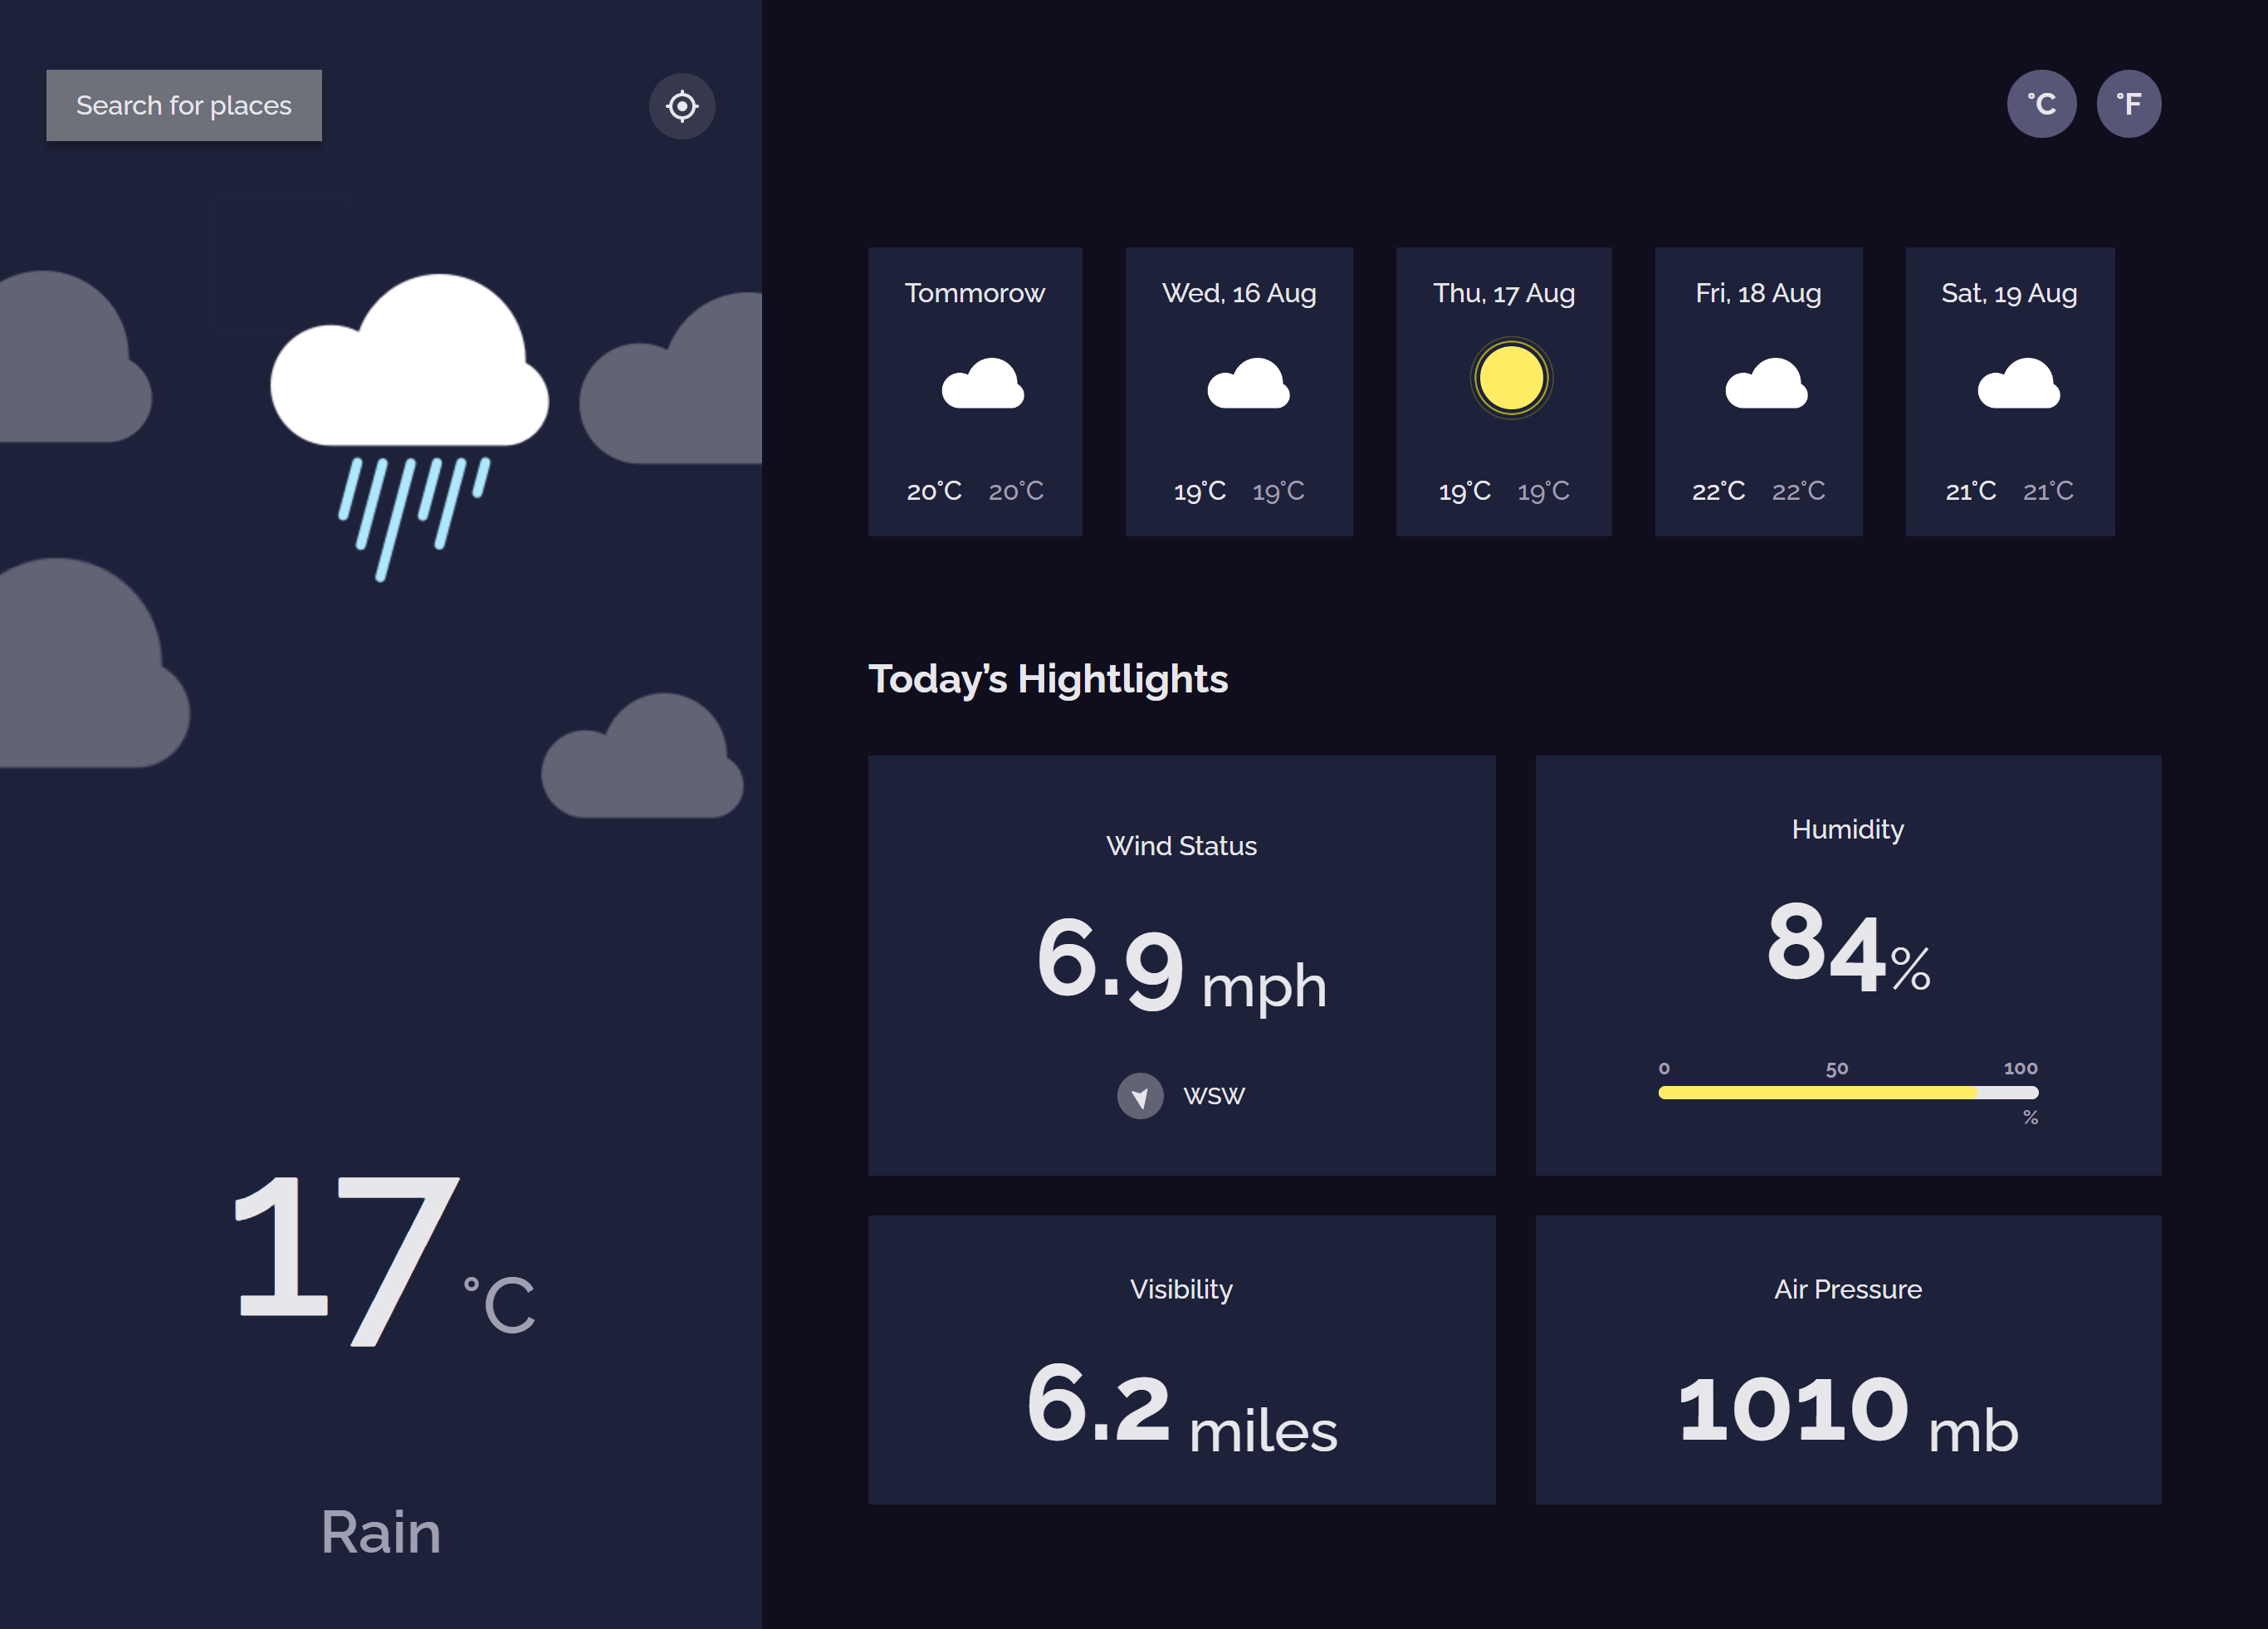 Search for places
17°C
Rain
°C °F
Tommorow
20°C 20°C
Wed, 16 Aug
19°C 19°C
Thu, 17 Aug
19°C 19°C
Fri, 18 Aug
22°C 22°C
Sat, 19 Aug
21°C 21°C
Today’s Hightlights
Wind Status
6.9 mph
WSW
Humidity
84%
0 50 100
%
Visibility
6.2 miles
Air Pressure
1010 mb